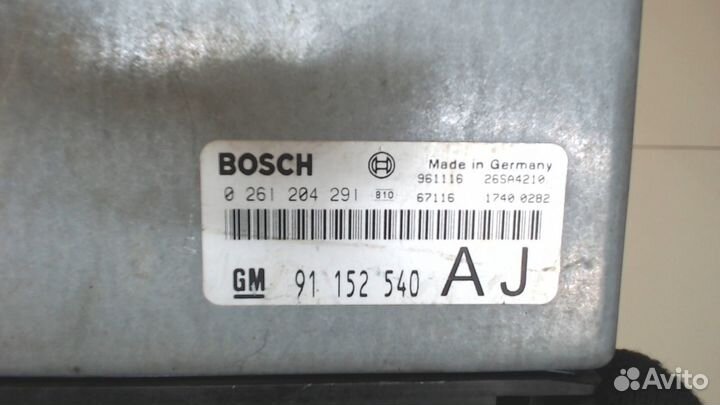 BOSCH
Made in Germany
961116 26SA4210
0 261 204 291 810 67116 1740 0282
GM 91 152 540 AJ
Avito